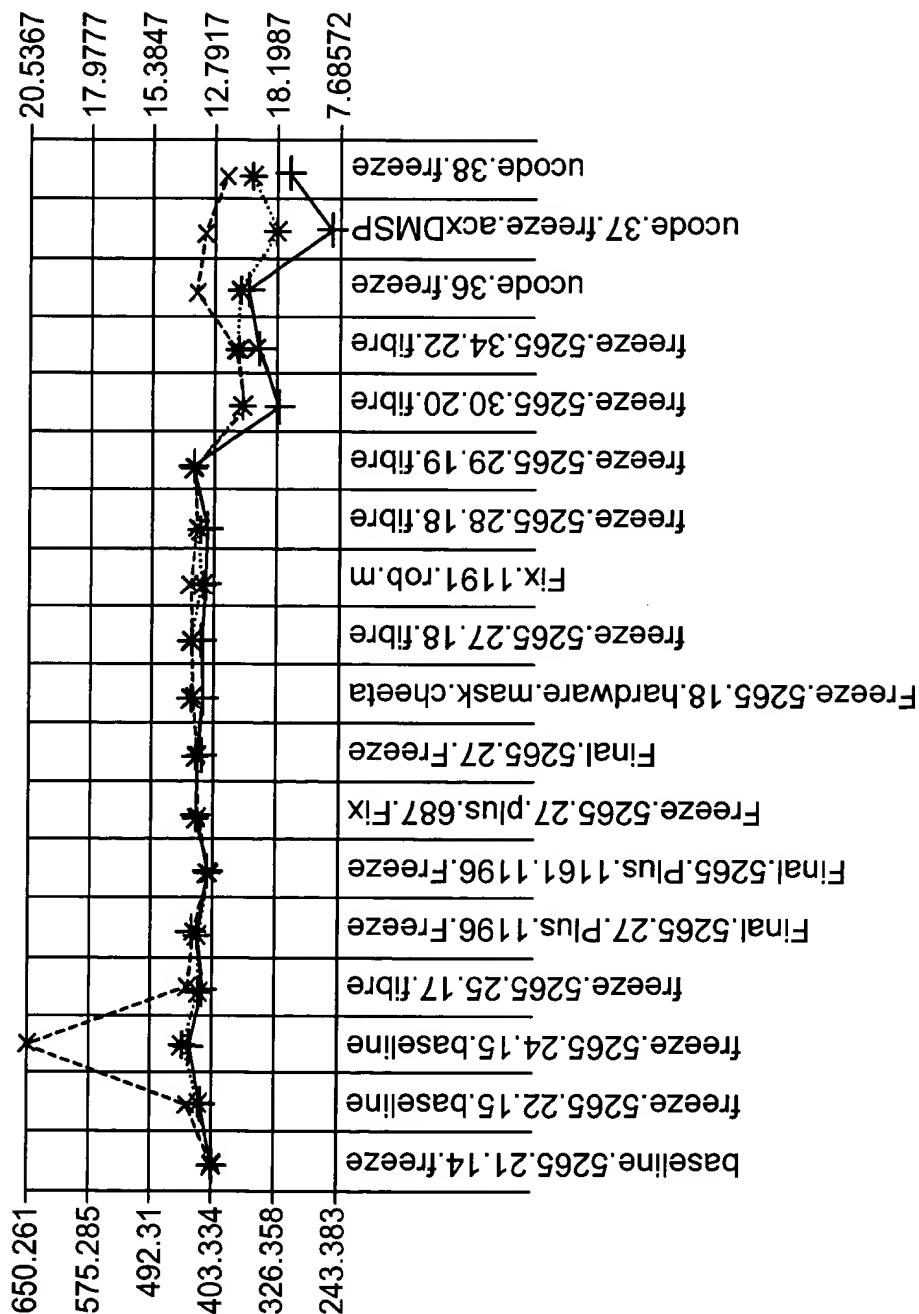 20.5367
17.9777
15.3847
12.7917
18.1987
7.68572
ucode.38.freeze
ucode.37.freeze.acxDMSP
ucode.36.freeze
freeze.5265.34.22.fibre
freeze.5265.30.20.fibre
freeze.5265.29.19.fibre
freeze.5265.28.18.fibre
Fix.1191.rob.m
freeze.5265.27.18.fibre
Freeze.5265.18.hardware.mask.cheeta
Final.5265.27.Freeze
Freeze.5265.27.plus.687.Fix
Final.5265.Plus.1161.1196.Freeze
Final.5265.27.Plus.1196.Freeze
freeze.5265.25.17.fibre
freeze.5265.24.15.baseline
freeze.5265.22.15.baseline
baseline.5265.21.14.freeze
650.261
575.285
492.31
403.334
326.358
243.383